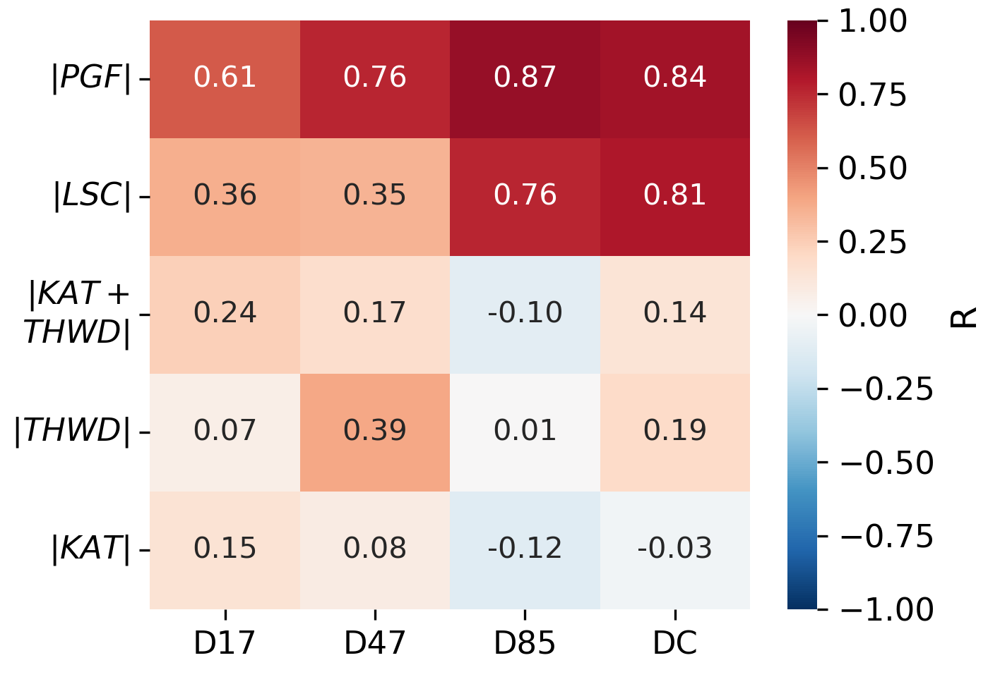 |PGF| 0.61 0.76 0.87 0.84
|LSC| 0.36 0.35 0.76 0.81
|KAT +
THWD| 0.24 0.17 -0.10 0.14
|THWD| 0.07 0.39 0.01 0.19
|KAT| 0.15 0.08 -0.12 -0.03
D17 D47 D85 DC
1.00
0.75
0.50
0.25
0.00
−0.25
−0.50
−0.75
−1.00
R